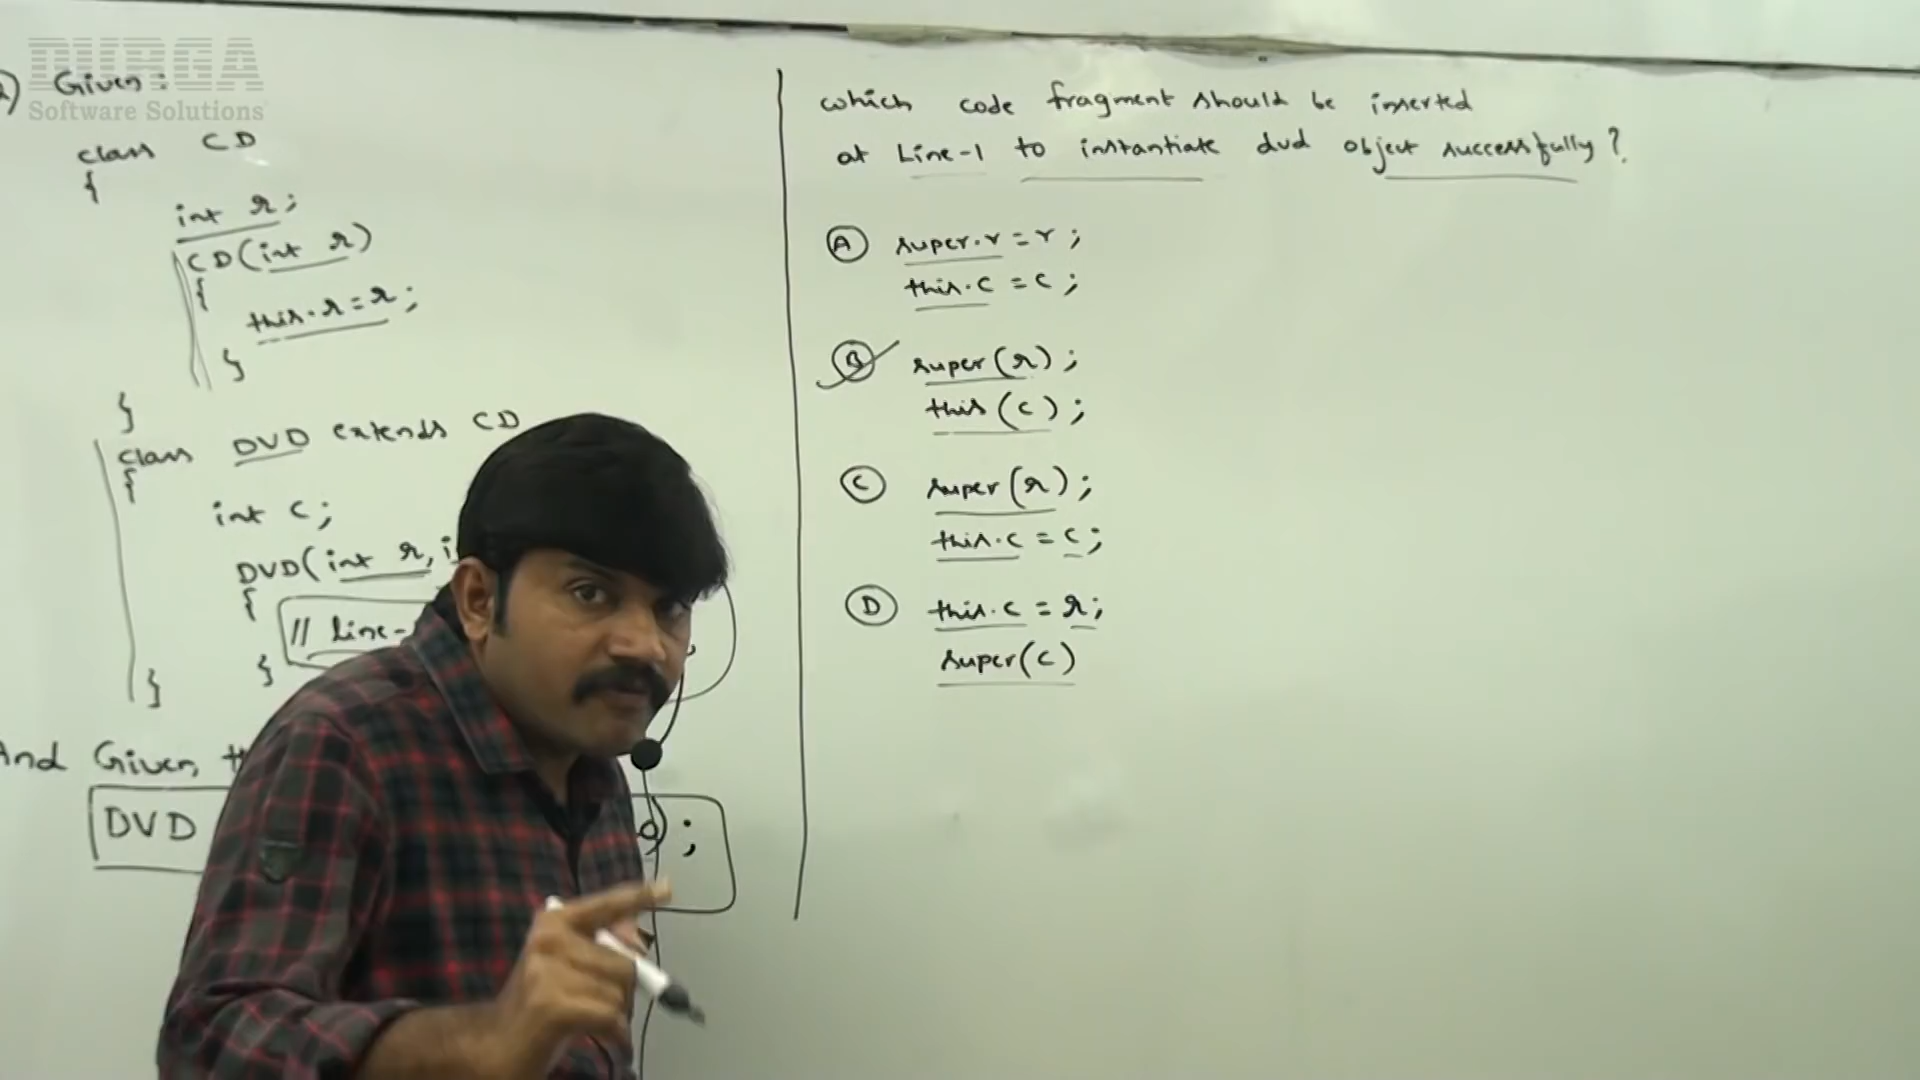 DURGA
Software Solutions
Given:
class CD
{
int r;
CD(int r)
{
this.r=r;
}
}
class DVD extends CD
{
int c;
DVD(int r,
{
// Line-
}
}
And Given
DVD
);
which code fragment should be inserted
at Line-1 to instantiate dvd object successfully?
A super.r=r;
this.c=c;
B super(r);
this(c);
C super(r);
this.c=c;
D this.c=r;
super(c)